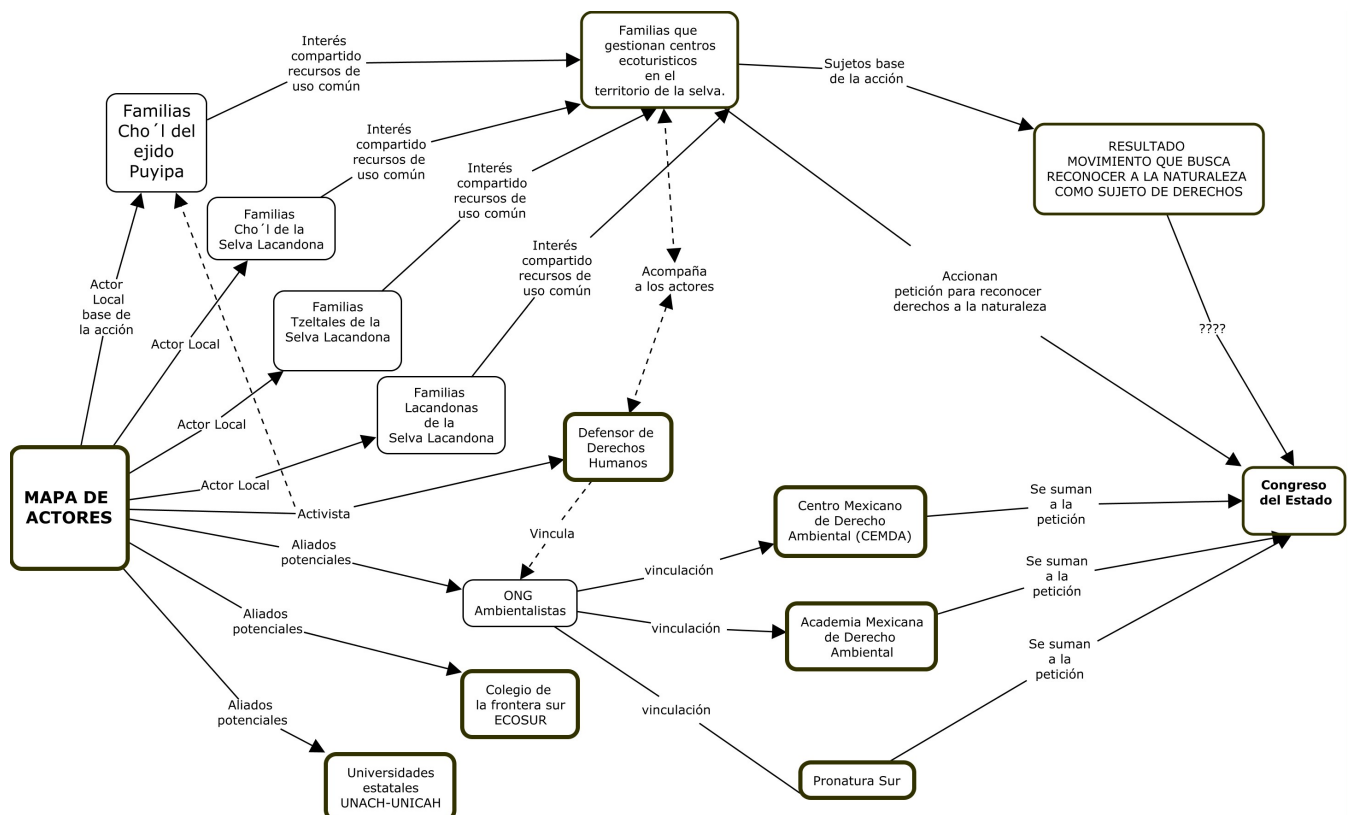 Familias que
gestionan centros
ecoturisticos
en el
territorio de la selva.
Interés
compartido
recursos de
uso común
Sujetos base
de la acción
Familias
Cho´l del
ejido
Puyipa
Interés
compartido
recursos de
uso común
RESULTADO
MOVIMIENTO QUE BUSCA
RECONOCER A LA NATURALEZA
COMO SUJETO DE DERECHOS
Interés
compartido
recursos de
uso común
Familias
Cho´l de la
Selva Lacandona
Interés
compartido
recursos de
uso común
Acompaña
a los actores
Accionan
petición para reconocer
derechos a la naturaleza
Actor
Local
base de
la acción
Familias
Tzeltales de la
Selva Lacandona
????
Actor Local
Familias
Lacandonas
de la
Selva Lacandona
Actor Local
Defensor de
Derechos
Humanos
Actor Local
MAPA DE
ACTORES
Activista
Congreso
del Estado
Centro Mexicano
de Derecho
Ambiental (CEMDA)
Se suman
a la
petición
Vincula
Aliados
potenciales
vinculación
ONG
Ambientalistas
Se suman
a la
petición
Aliados
potenciales
vinculación
Academia Mexicana
de Derecho
Ambiental
Se suman
a la
petición
Colegio de
la frontera sur
ECOSUR
Aliados
potenciales
vinculación
Universidades
estatales
UNACH-UNICAH
Pronatura Sur